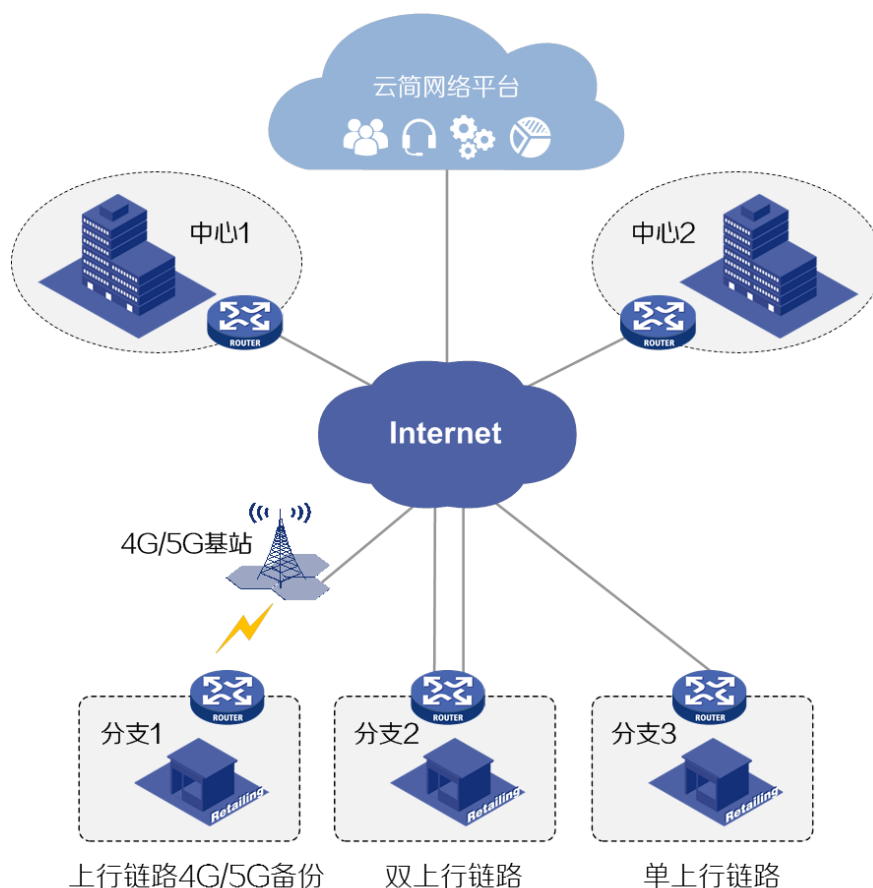 云简网络平台
中心1
中心2
ROUTER
ROUTER
Internet
4G/5G基站
ROUTER
ROUTER
ROUTER
分支1
分支2
分支3
Retailing
Retailing
Retailing
上行链路4G/5G备份
双上行链路
单上行链路